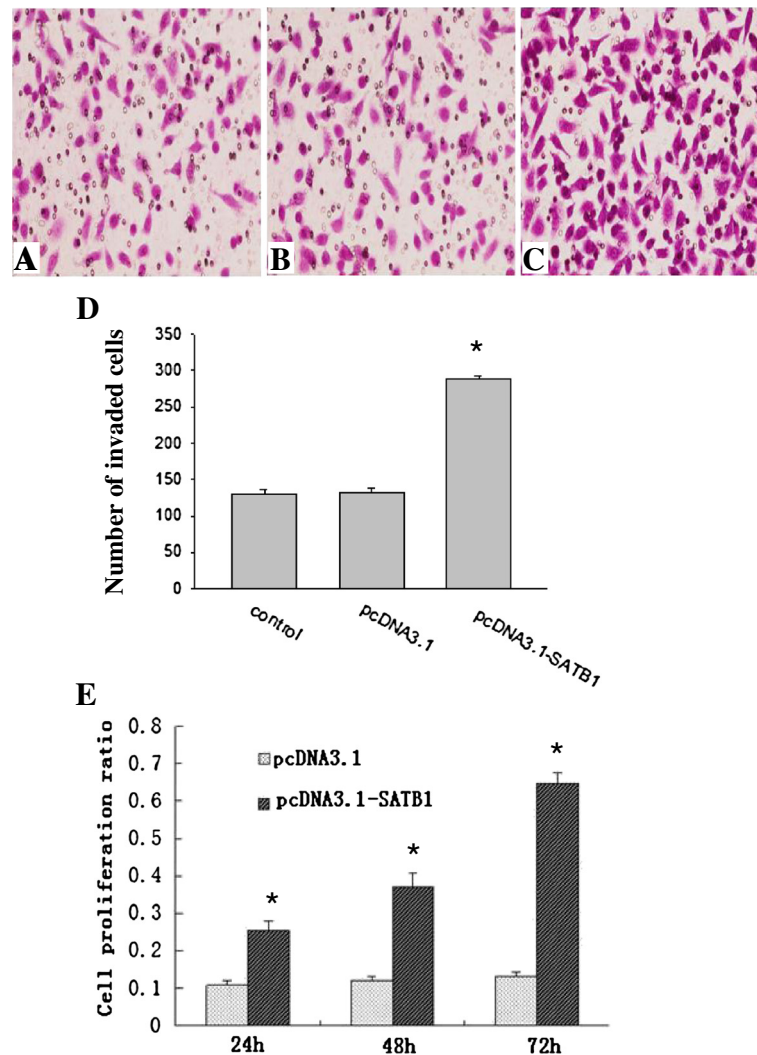 A
B
C
D
Number of invaded cells
350
300
250
200
150
100
50
0
*
control
pcDNA3.1
pcDNA3.1-SATB1
E
Cell proliferation ratio
0.8
0.7
0.6
0.5
0.4
0.3
0.2
0.1
0
pcDNA3.1
pcDNA3.1-SATB1
*
*
*
24h
48h
72h